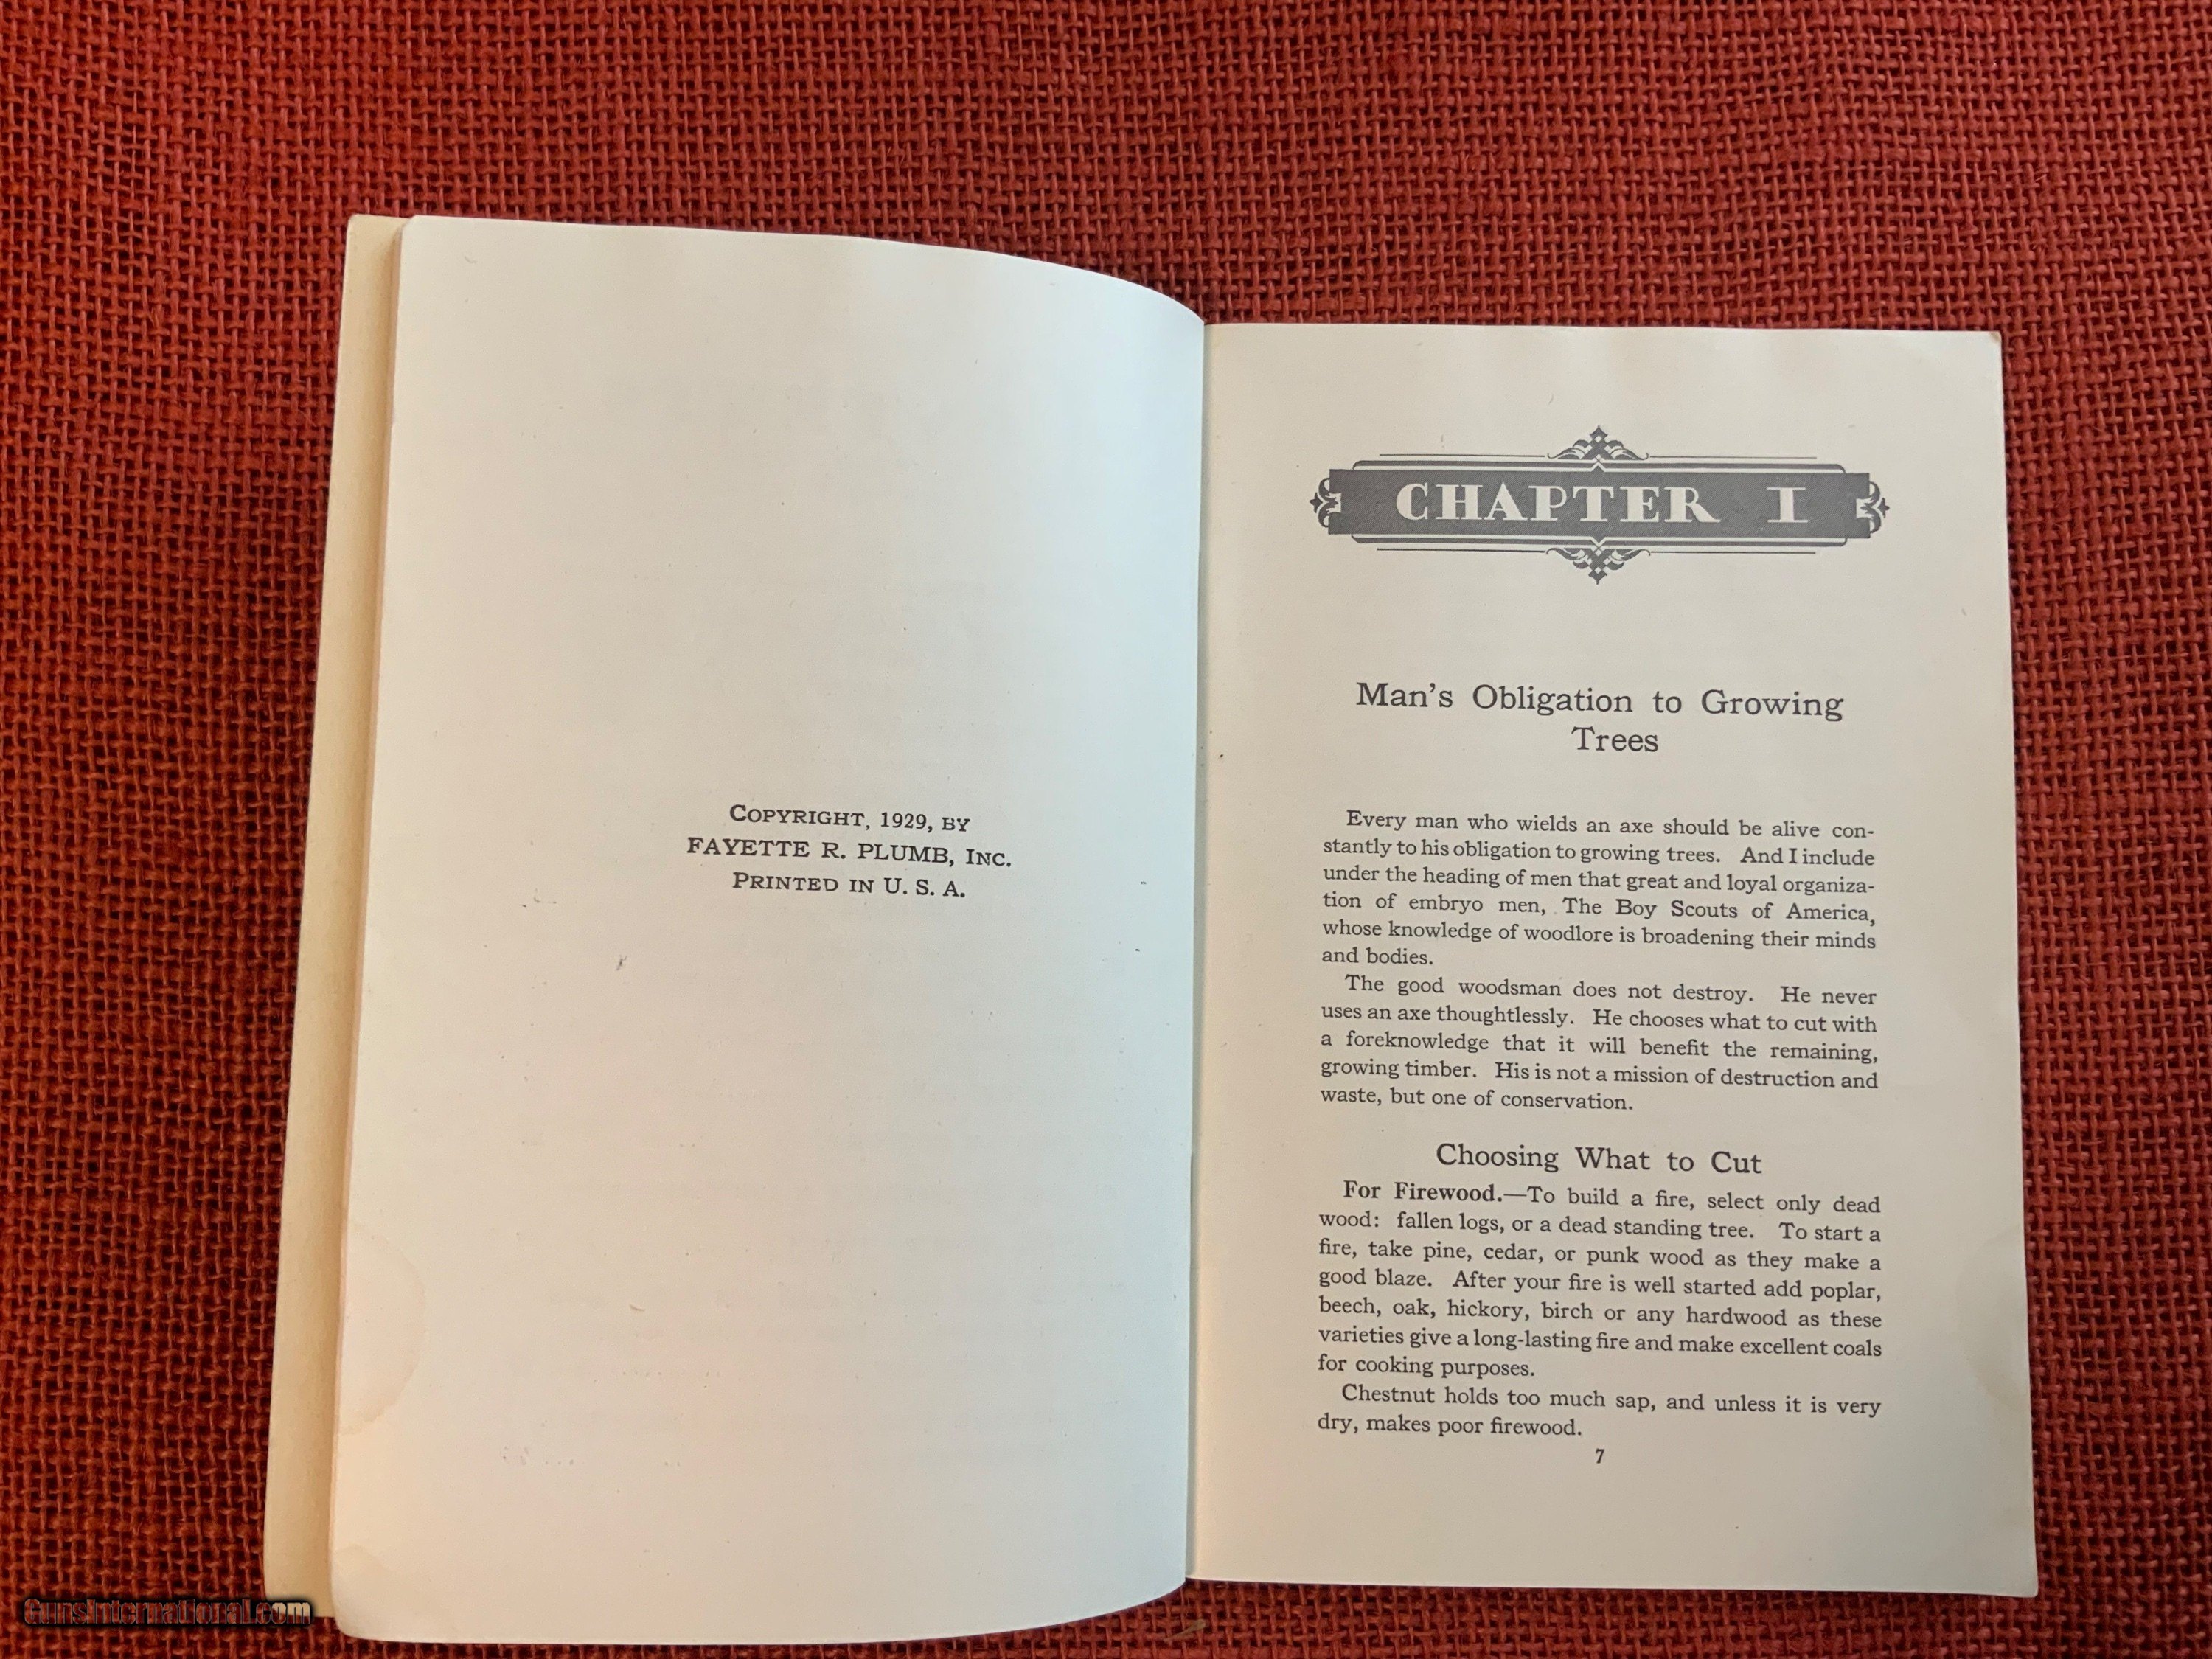 COPYRIGHT, 1929, BY
FAYETTE R. PLUMB, INC.
PRINTED IN U. S. A.
CHAPTER I
Man's Obligation to Growing
Trees
Every man who wields an axe should be alive con-
stantly to his obligation to growing trees. And I include
under the heading of men that great and loyal organiza-
tion of embryo men, The Boy Scouts of America,
whose knowledge of woodlore is broadening their minds
and bodies.
The good woodsman does not destroy. He never
uses an axe thoughtlessly. He chooses what to cut with
a foreknowledge that it will benefit the remaining,
growing timber. His is not a mission of destruction and
waste, but one of conservation.
Choosing What to Cut
For Firewood.—To build a fire, select only dead
wood: fallen logs, or a dead standing tree. To start a
fire, take pine, cedar, or punk wood as they make a
good blaze. After your fire is well started add poplar,
beech, oak, hickory, birch or any hardwood as these
varieties give a long-lasting fire and make excellent coals
for cooking purposes.
Chestnut holds too much sap, and unless it is very
dry, makes poor firewood.
7
GunsInternational.com